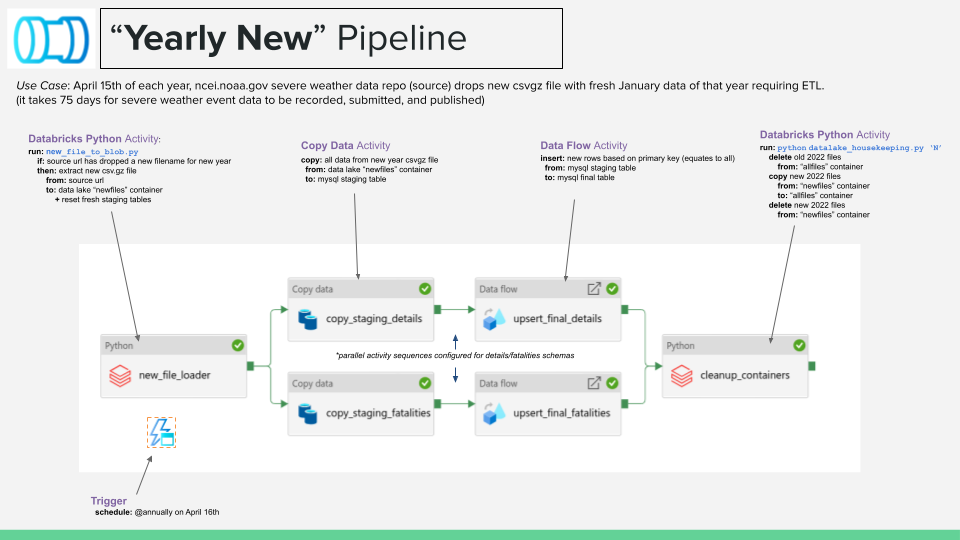 “Yearly New” Pipeline
Use Case: April 15th of each year, ncei.noaa.gov severe weather data repo (source) drops new csvgz file with fresh January data of that year requiring ETL.
(it takes 75 days for severe weather event data to be recorded, submitted, and published)
Databricks Python Activity:
run: new_file_to_blob.py
if: source url has dropped a new filename for new year
then: extract new csv.gz file
from: source url
to: data lake “newfiles” container
+ reset fresh staging tables
Copy Data Activity
copy: all data from new year csvgz file
from: data lake “newfiles” container
to: mysql staging table
Data Flow Activity
insert: new rows based on primary key (equates to all)
from: mysql staging table
to: mysql final table
Databricks Python Activity
run: python datalake_housekeeping.py 'N'
delete old 2022 files
from: “allfiles” container
copy new 2022 files
from: “newfiles” container
to: “allfiles” container
delete new 2022 files
from: “newfiles” container
Copy data
copy_staging_details
Data flow
upsert_final_details
Python
new_file_loader
*parallel activity sequences configured for details/fatalities schemas
Python
cleanup_containers
Copy data
copy_staging_fatalities
Data flow
upsert_final_fatalities
Trigger
schedule: @annually on April 16th